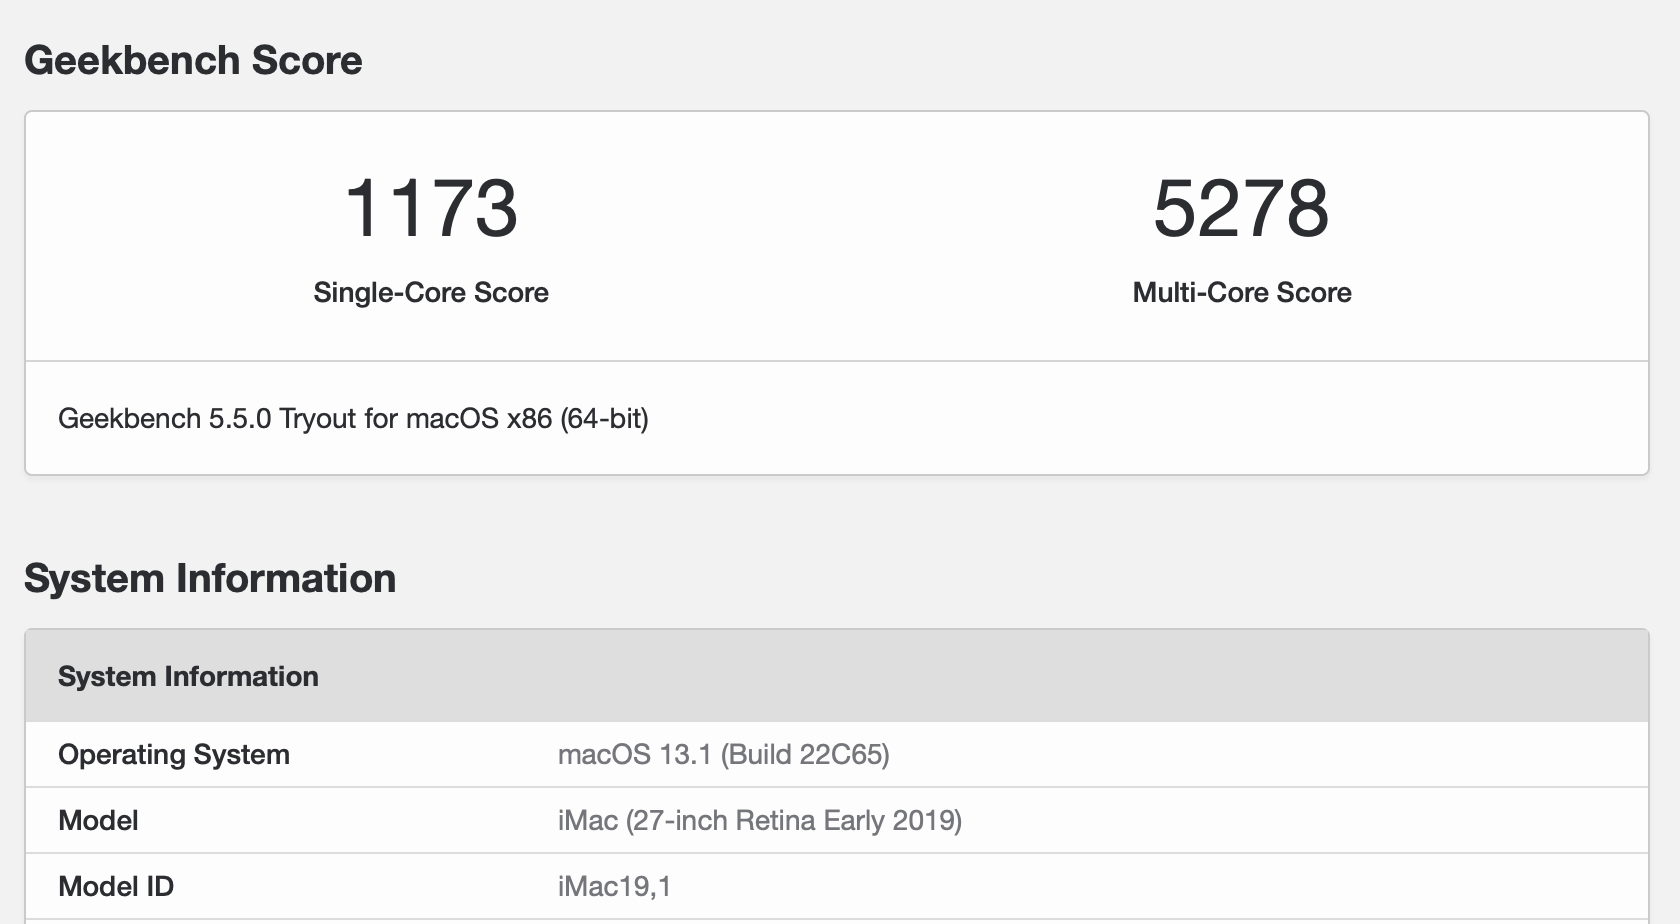 Geekbench Score
1173
5278
Single-Core Score
Multi-Core Score
Geekbench 5.5.0 Tryout for macOS x86 (64-bit)
System Information
System Information
Operating System
macOS 13.1 (Build 22C65)
Model
iMac (27-inch Retina Early 2019)
Model ID
iMac19,1